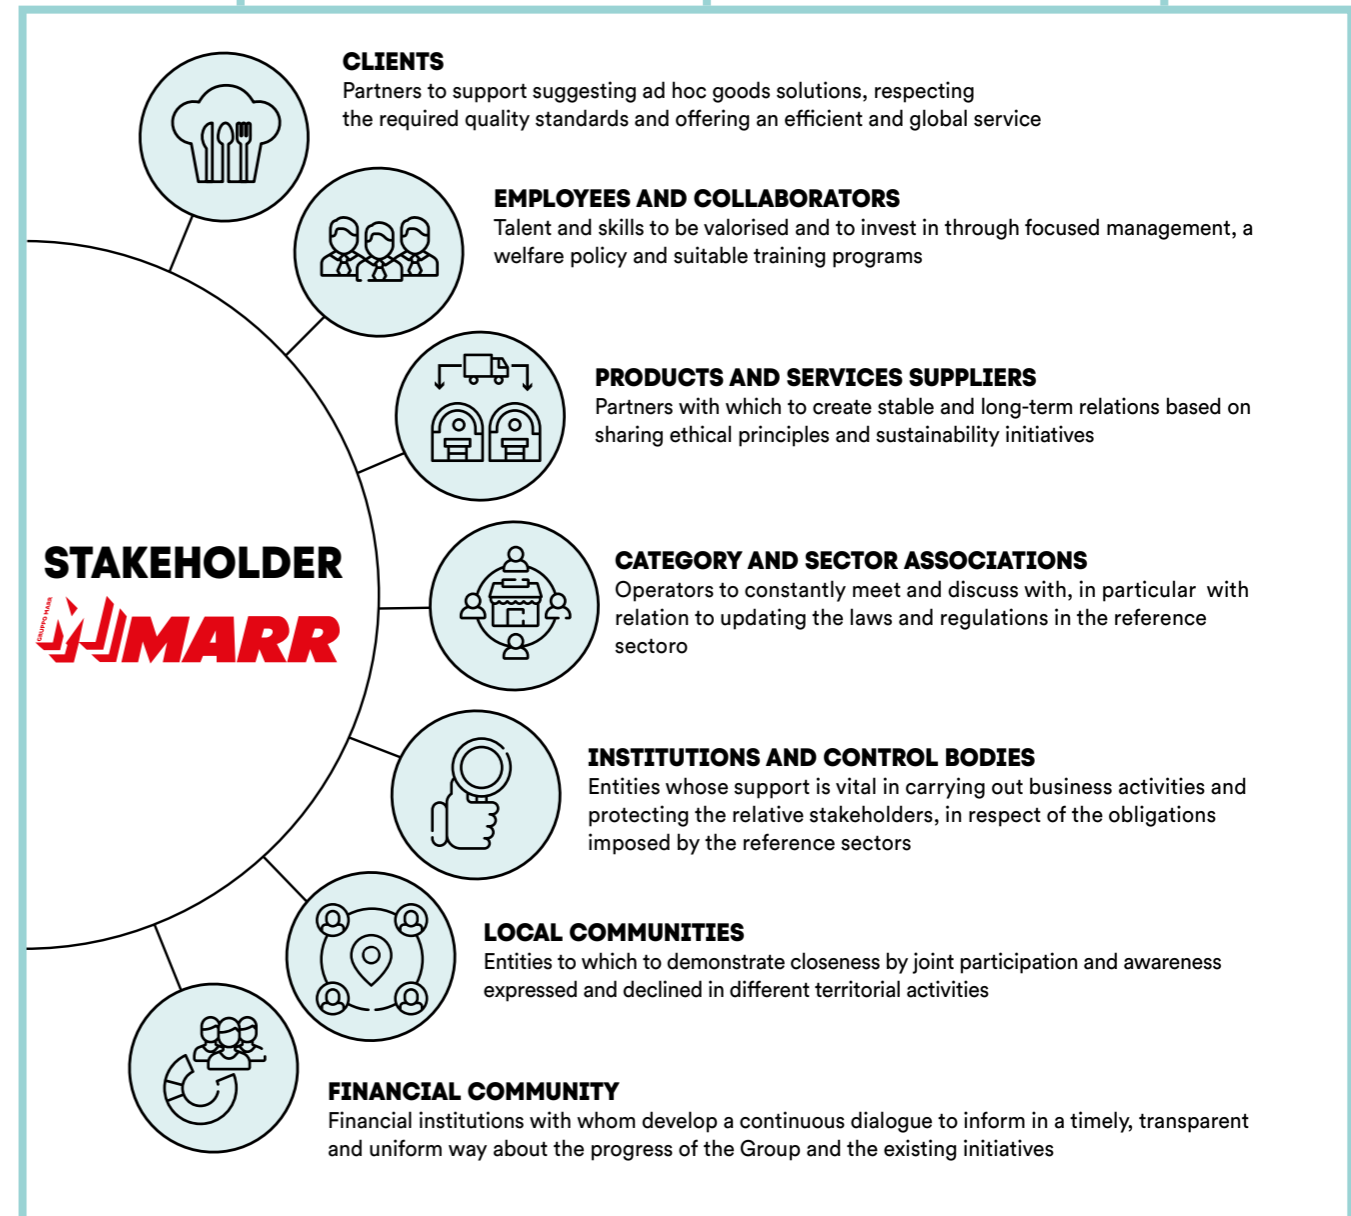 CLIENTS
Partners to support suggesting ad hoc goods solutions, respecting
the required quality standards and offering an efficient and global service
EMPLOYEES AND COLLABORATORS
Talent and skills to be valorised and to invest in through focused management, a
welfare policy and suitable training programs
PRODUCTS AND SERVICES SUPPLIERS
Partners with which to create stable and long-term relations based on
sharing ethical principles and sustainability initiatives
STAKEHOLDER
GRUPPO MARR
MARR
CATEGORY AND SECTOR ASSOCIATIONS
Operators to constantly meet and discuss with, in particular with
relation to updating the laws and regulations in the reference
sectoro
INSTITUTIONS AND CONTROL BODIES
Entities whose support is vital in carrying out business activities and
protecting the relative stakeholders, in respect of the obligations
imposed by the reference sectors
LOCAL COMMUNITIES
Entities to which to demonstrate closeness by joint participation and awareness
expressed and declined in different territorial activities
FINANCIAL COMMUNITY
Financial institutions with whom develop a continuous dialogue to inform in a timely, transparent
and uniform way about the progress of the Group and the existing initiatives